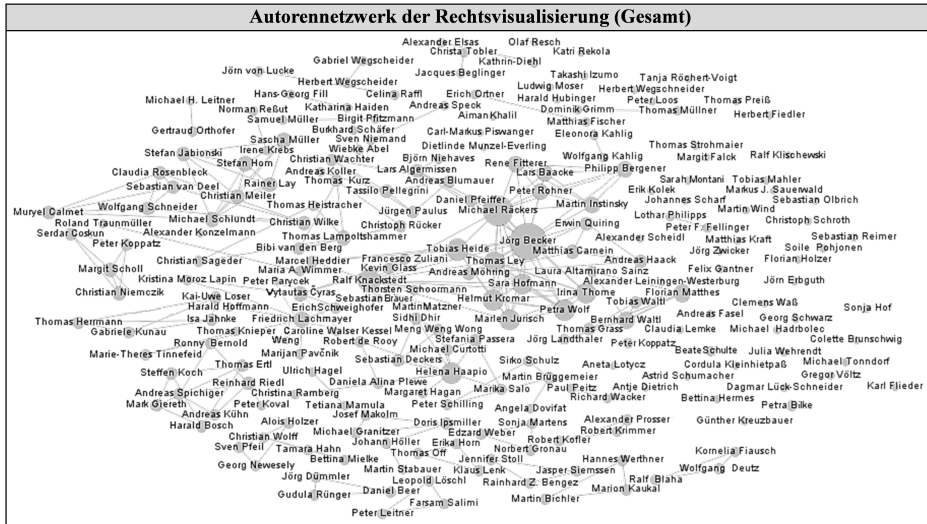 Autorennetzwerk der Rechtsvisualisierung (Gesamt)
Alexander Elsas Olaf Resch
Christa Tobler Katri Rekola
Gabriel Wegscheider Kathrin-Diehl
Jörn von Lucke Jacques Beglinger Takashi Izumo Tanja Röchert-Voigt
Herbert Wegscheider Ludwig Moser Herbert Wegschneider
Hans-Georg Fill Celina Raffl Erich Ortner Harald Hubinger Peter Loos Thomas Preiß
Michael H. Leitner Katharina Haiden Andreas Speck Dominik Grimm Thomas Müllner
Norman Reßut Aiman Khalil Herbert Fiedler
Samuel Müller Birgit Pfitzmann Matthias Fischer
Gertraud Orthofer Burkhard Schäfer Carl-Markus Piswanger Eleonora Kahlig
Sascha Müller Sven Niemand
Irene Krebs Wiebke Abel Dietlinde Munzel-Everling Thomas Strohmaier
Stefan Jabionski Christian Wachter Björn Niehaves Rene Fitterer Wolfgang Kahlig Margit Falck Ralf Klischewski
Stefan Horn Andreas Koller Lars Algermissen Lars Baacke Philipp Bergener
Claudia Rosenbleck Rainer Lay Thomas Kurz Andreas Blumauer Sarah Montani Tobias Mahler
Sebastian van Deel Tassilo Pellegrini Peter Rohner Erik Kolek Markus J. Sauerwald
Christian Meiler Daniel Pfeiffer Martin Instinsky Johannes Scharf Sebastian Olbrich
Muryel Calmet Wolfgang Schneider Thomas Heistracher Jürgen Paulus Michael Räckers Lothar Philipps Martin Wind
Roland Traunmüller Michael Schlundt Christian Wilke Christoph Rücker Erwin Quiring Peter F. Fellinger Christoph Schroth
Serdar Coskun Alexander Konzelmann Thomas Lampoltshammer Jörg Becker Alexander Scheidl Matthias Kraft Sebastian Reimer
Peter Koppatz Bibi van den Berg Tobias Heide Matthias Carnein Jörg Zwicker Soile Pohjonen
Christian Sageder Marcel Heddier Francesco Zuliani Thomas Ley Andreas Haack Florian Holzer
Margit Scholl Maria A. Wimmer Kevin Glass Andreas Möhring Laura Altamirano Sainz Felix Gantner
Kristina Moroz Lapin Peter Parycek Ralf Knackstedt Sara Hofmann Alexander Leiningen-Westerburg Jörn Erbguth
Christian Niemczik Vytautas Čyras Thorsten Schoormann Irina Thome Florian Matthes
Kai-Uwe Loser Sebastian Bräuer Helmut Krcmar Tobias Waltl Clemens Waß
Harald Hoffmann Erich Schweighofer Martin Matzner Petra Wolf Andreas Fasel Sonja Hof
Thomas Herrmann Isa Jahnke Friedrich Lachmayer Sidhi Dhir Marlen Jurisch Bernhard Waltl Georg Schwarz
Gabriele Kunau Thomas Knieper Caroline Walser Kessel Meng Weng Wong Thomas Grass Claudia Lemke Michael Hadrbolec Colette Brunschwig
Ronny Bernold Weng Robert de Rooy Stefania Passera Jörg Landthaler Peter Koppatz
Marie-Theres Tinnefeld Marijan Pavčnik Michael Curtotti Beate Schulte Julia Wehrendt
Thomas Ertl Sebastian Deckers Sirko Schulz Aneta Lotycz Cordula Kleinhietpaß Michael Tonndorf
Steffen Koch Ulrich Hagel Helena Haapio Astrid Schumacher Gregor Völtz
Reinhard Riedl Daniela Alina Plewe Martin Brüggemeier
Andreas Spichiger Christina Ramberg Margaret Hagan Marika Salo Paul Peitz Antje Dietrich Dagmar Lück-Schneider Karl Flieder
Mark Giereth Peter Koval Tetiana Mamula Peter Schilling Richard Wacker Bettina Hermes
Andreas Kühn Josef Makolm Angela Dovifat Petra Bilke
Harald Bosch Alois Holzer Doris Ipsmiller Sonja Martens Alexander Prosser Günther Kreuzbauer
Christian Wolff Michael Granitzer Edzard Weber Robert Krimmer
Sven Pfeil Tamara Hahn Johann Höller Erika Horn Robert Kofler
Thomas Off Norbert Gronau Kornelia Fiausch
Georg Newesely Bettina Mielke Jennifer Stoll Hannes Werthner
Martin Stabauer Klaus Lenk Jasper Siemssen Wolfgang Deutz
Jörg Dümmler Leopold Löschl Rainhard Z. Bengez Ralf Blaha
Gudula Rünger Daniel Beer Marion Kaukal
Farsam Salimi Martin Bichler
Peter Leitner